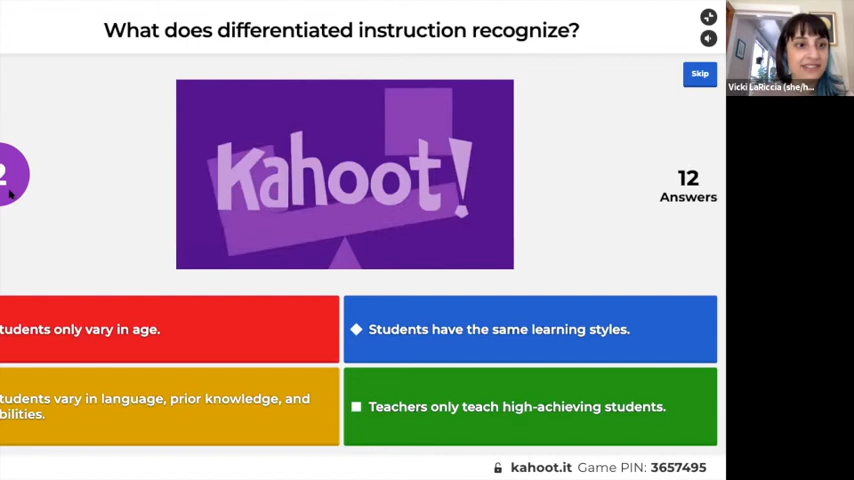 What does differentiated instruction recognize?
Skip
Vicki LaRiccia (she/h...
Kahoot!
2
12
Answers
tudents only vary in age.
Students have the same learning styles.
tudents vary in language, prior knowledge, and
bilities.
Teachers only teach high-achieving students.
kahoot.it Game PIN: 3657495